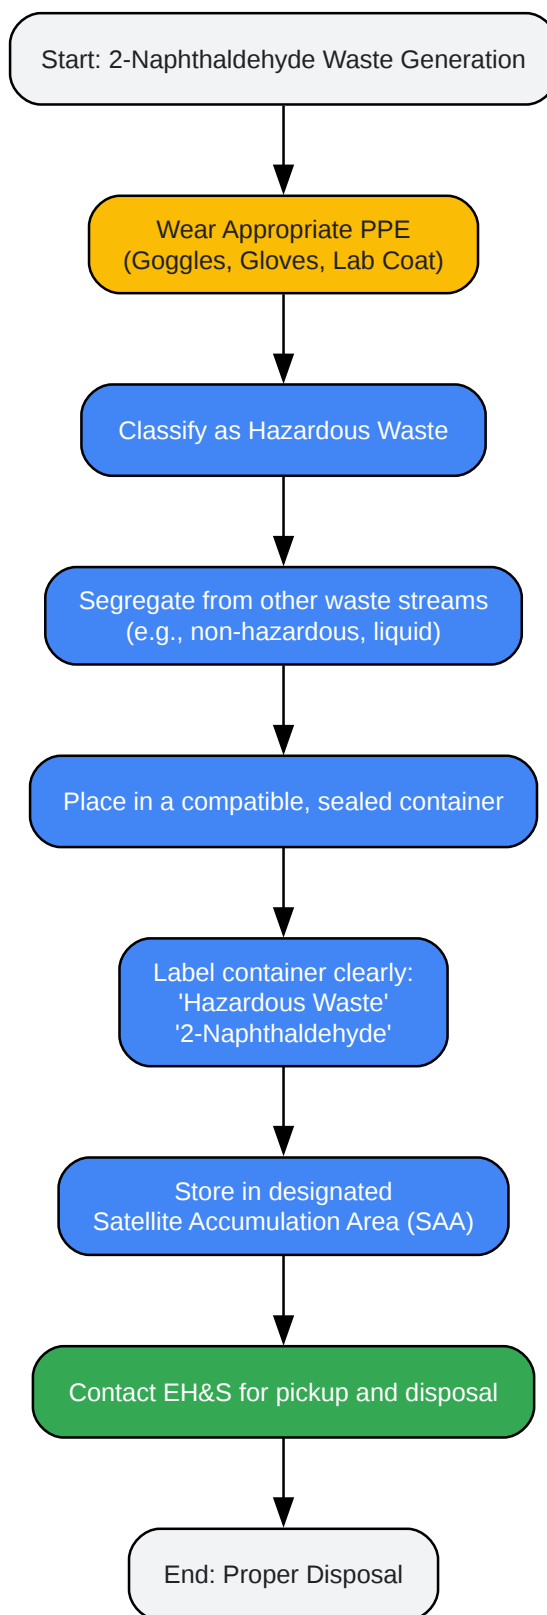 Start: 2-Naphthaldehyde Waste Generation
Wear Appropriate PPE
(Goggles, Gloves, Lab Coat)
Classify as Hazardous Waste
Segregate from other waste streams
(e.g., non-hazardous, liquid)
Place in a compatible, sealed container
Label container clearly:
'Hazardous Waste'
'2-Naphthaldehyde'
Store in designated
Satellite Accumulation Area (SAA)
Contact EH&S for pickup and disposal
End: Proper Disposal